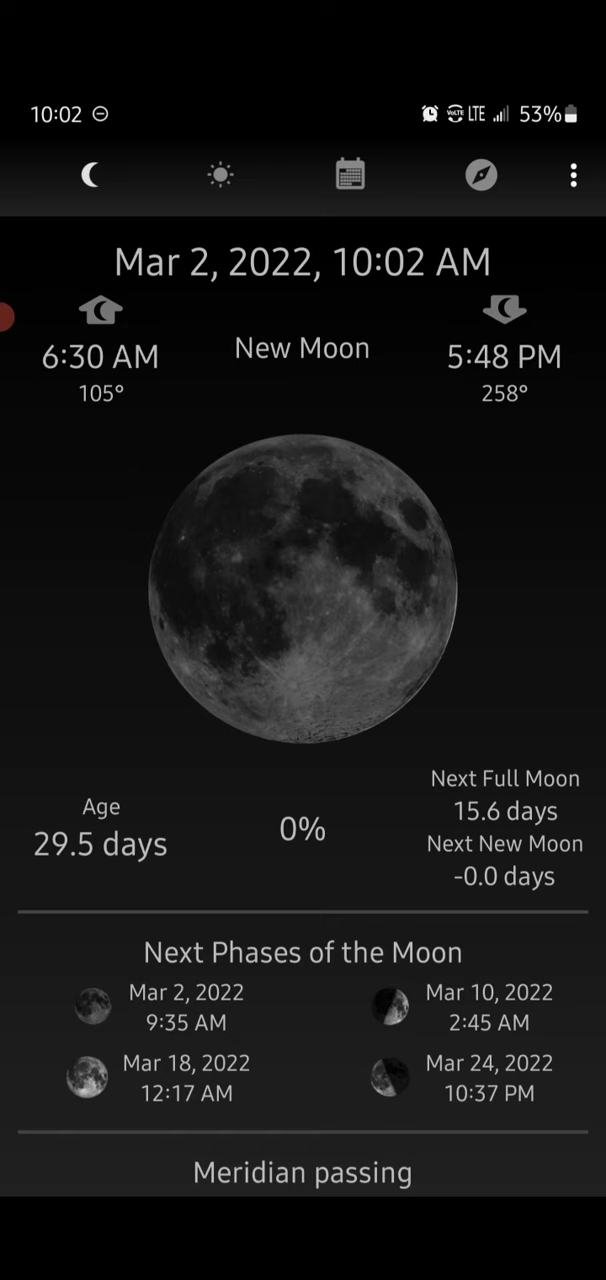 10:02
VoLTE LTE 53%
Mar 2, 2022, 10:02 AM
6:30 AM
105°
New Moon
5:48 PM
258°
Age
29.5 days
0%
Next Full Moon
15.6 days
Next New Moon
-0.0 days
Next Phases of the Moon
Mar 2, 2022
9:35 AM
Mar 10, 2022
2:45 AM
Mar 18, 2022
12:17 AM
Mar 24, 2022
10:37 PM
Meridian passing